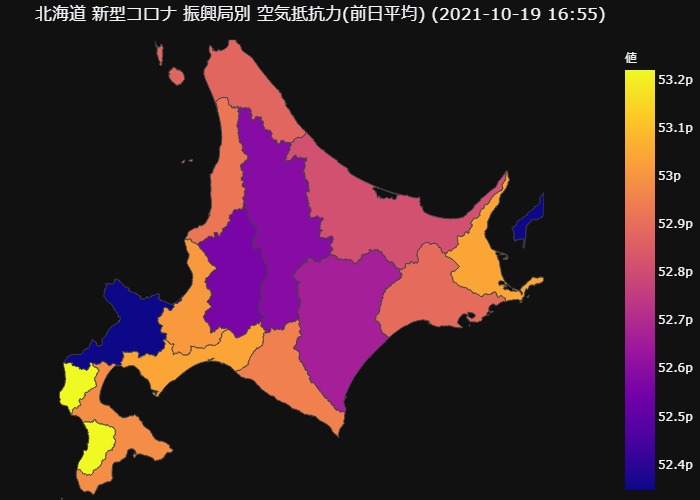 北海道 新型コロナ 振興局別 空気抵抗力(前日平均) (2021-10-19 16:55)
値
53.2p
53.1p
53p
52.9p
52.8p
52.7p
52.6p
52.5p
52.4p